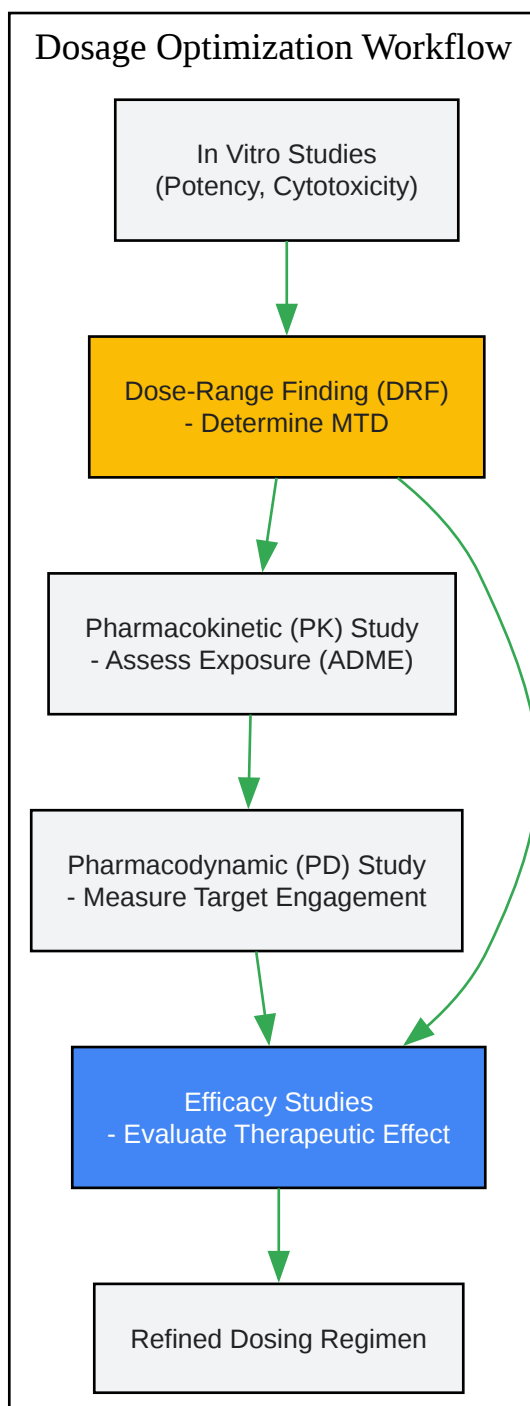 Dosage Optimization Workflow
In Vitro Studies
(Potency, Cytotoxicity)
Dose-Range Finding (DRF)
- Determine MTD
Pharmacokinetic (PK) Study
- Assess Exposure (ADME)
Pharmacodynamic (PD) Study
- Measure Target Engagement
Efficacy Studies
- Evaluate Therapeutic Effect
Refined Dosing Regimen